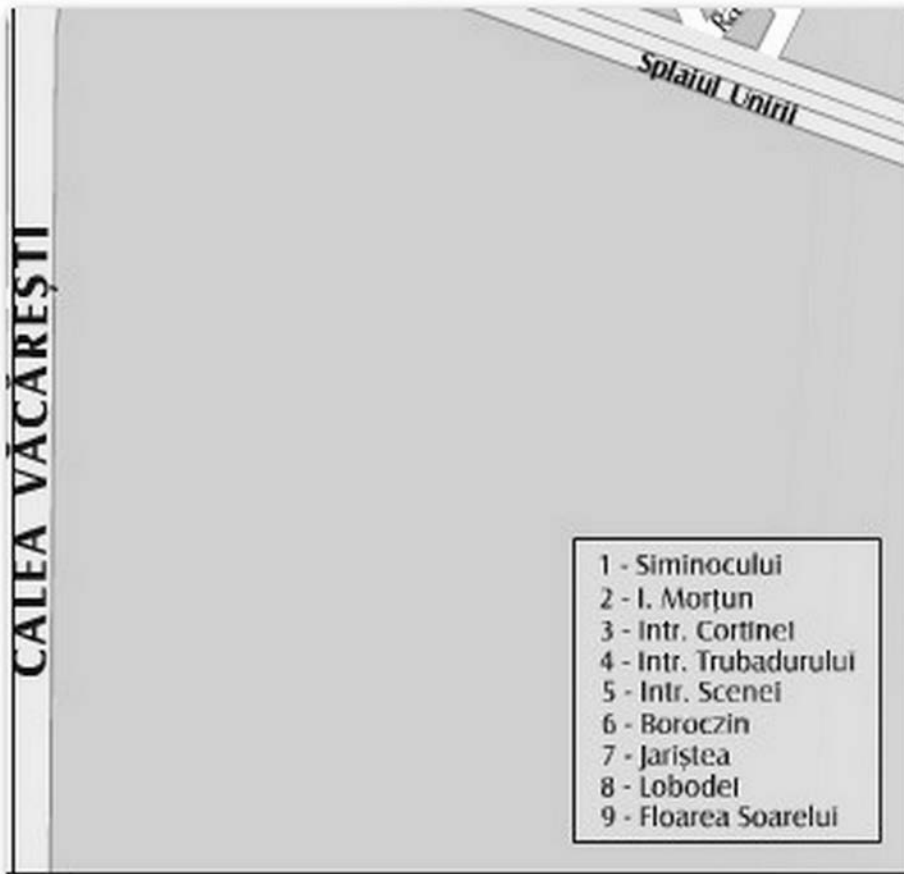 Splaiul Unirii
CALEA VĂCĂREȘTI
1 - Siminocului
2 - I. Morțun
3 - Intr. Cortinei
4 - Intr. Trubadurului
5 - Intr. Scenei
6 - Boroczin
7 - Jariștea
8 - Lobodei
9 - Floarea Soarelui